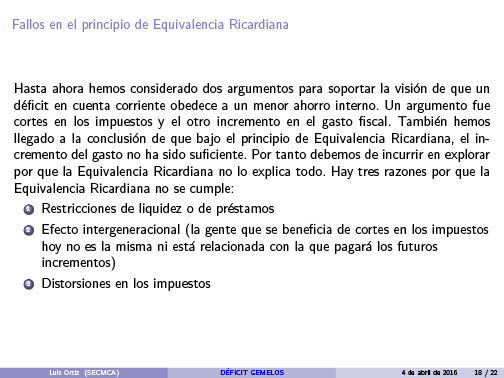 Fallos en el principio de Equivalencia Ricardiana
Hasta ahora hemos considerado dos argumentos para soportar la visión de que un
déficit en cuenta corriente obedece a un menor ahorro interno. Un argumento fue
cortes en los impuestos y el otro incremento en el gasto fiscal. También hemos
llegado a la conclusión de que bajo el principio de Equivalencia Ricardiana, el in-
cremento del gasto no ha sido suficiente. Por tanto debemos de incurrir en explorar
por que la Equivalencia Ricardiana no lo explica todo. Hay tres razones por que la
Equivalencia Ricardiana no se cumple:
1 Restricciones de liquidez o de préstamos
2 Efecto intergeneracional (la gente que se beneficia de cortes en los impuestos
hoy no es la misma ni está relacionada con la que pagará los futuros
incrementos)
3 Distorsiones en los impuestos
Luis Ortiz (SECMCA) DÉFICIT GEMELOS 4 de abril de 2016 18 / 22